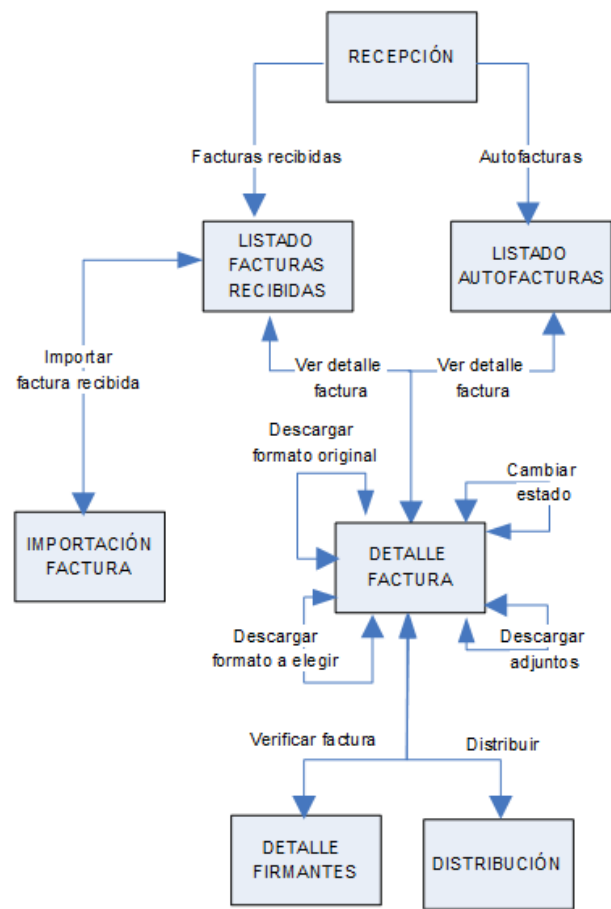 RECEPCIÓN
Facturas recibidas
Autofacturas
LISTADO
FACTURAS
RECIBIDAS
LISTADO
AUTOFACTURAS
Importar
factura recibida
Ver detalle
factura
Ver detalle
factura
Descargar
formato original
Cambiar
estado
IMPORTACIÓN
FACTURA
DETALLE
FACTURA
Descargar
formato a elegir
Descargar
adjuntos
Verificar factura
Distribuir
DETALLE
FIRMANTES
DISTRIBUCIÓN